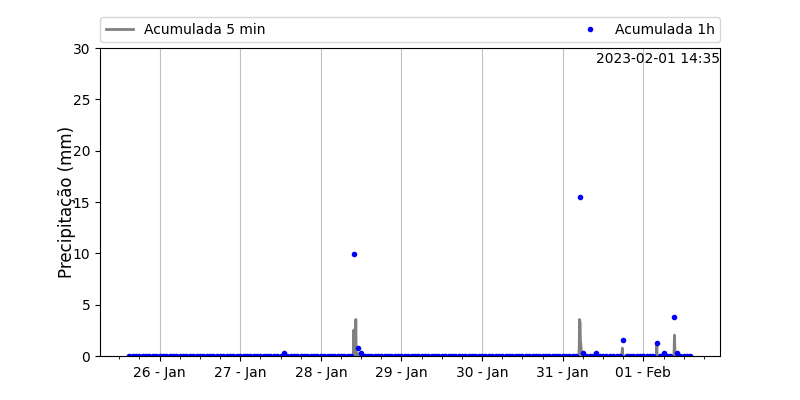 Acumulada 5 min
Acumulada 1h
2023-02-01 14:35
Precipitação (mm)
30
25
20
15
10
5
0
26 - Jan
27 - Jan
28 - Jan
29 - Jan
30 - Jan
31 - Jan
01 - Feb